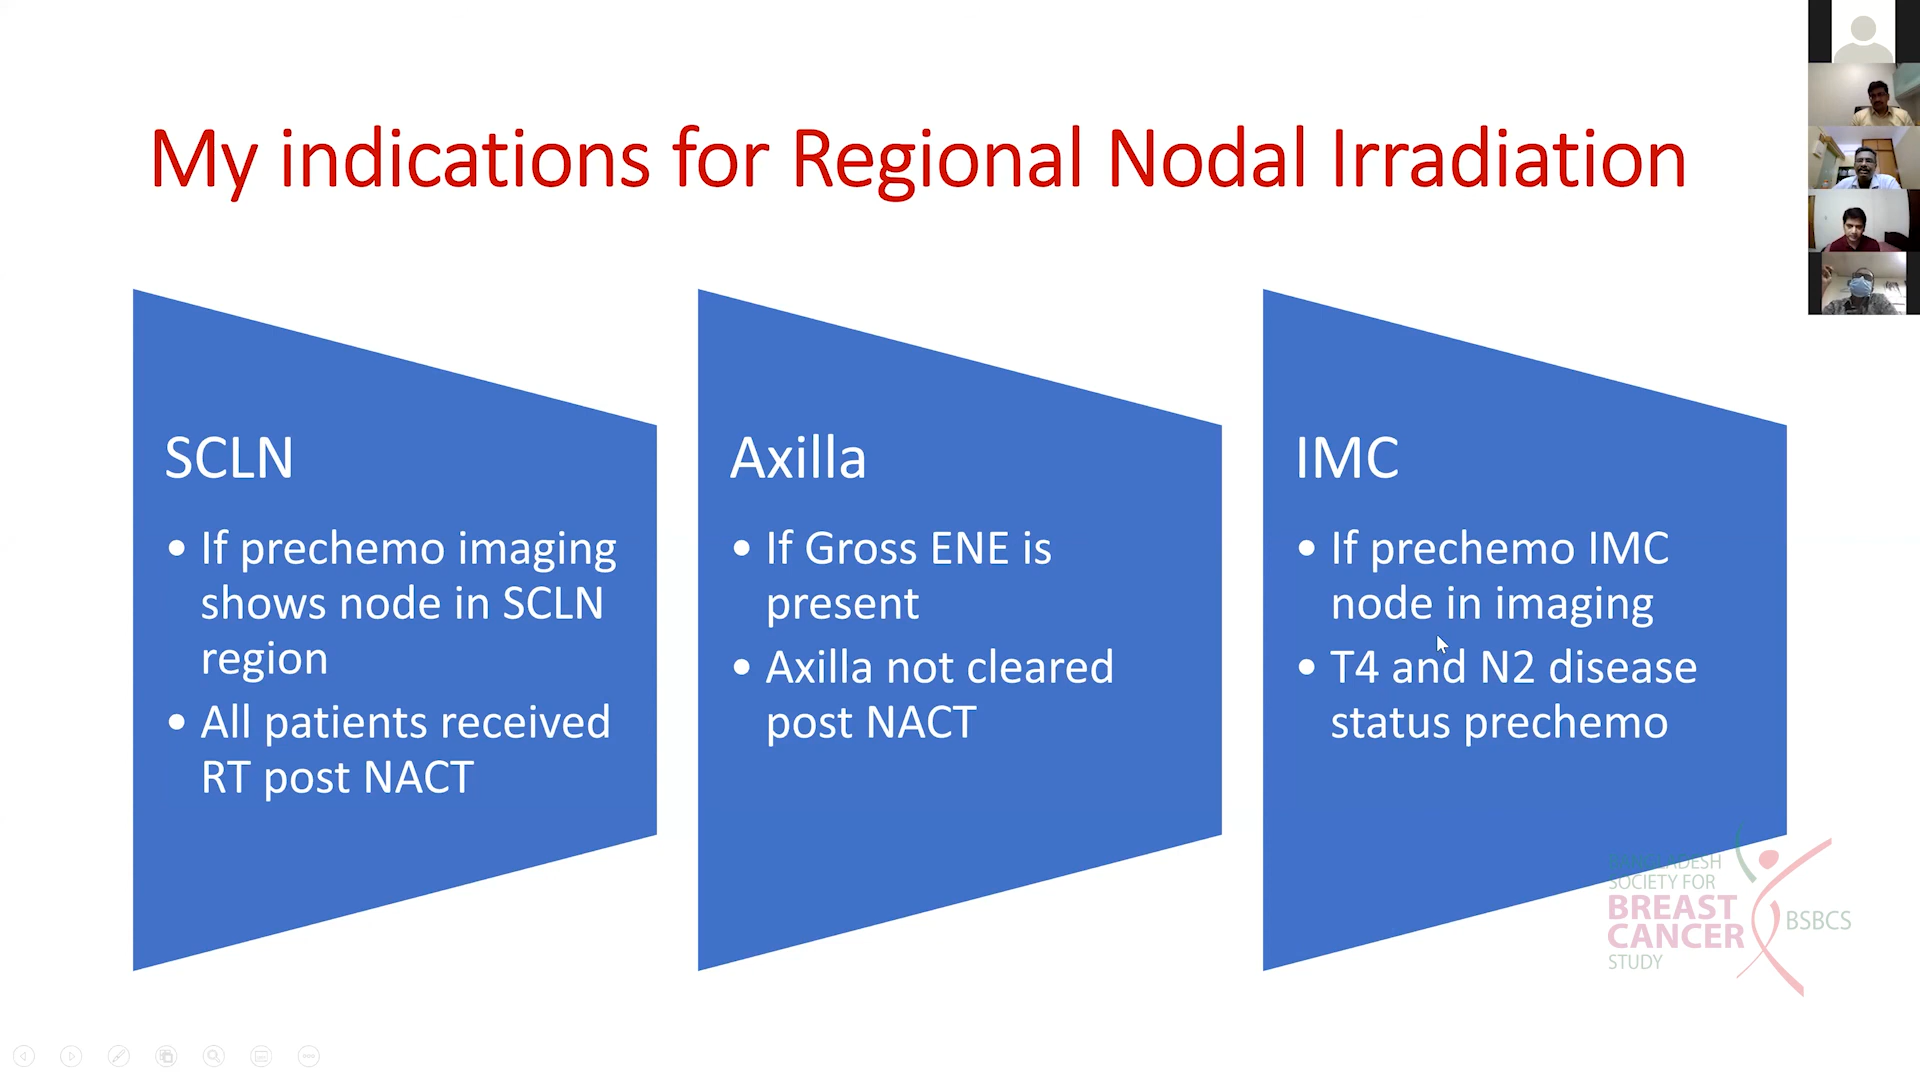 My indications for Regional Nodal Irradiation
SCLN
• If prechemo imaging
shows node in SCLN
region
• All patients received
RT post NACT
Axilla
• If Gross ENE is
present
• Axilla not cleared
post NACT
IMC
• If prechemo IMC
node in imaging
• T4 and N2 disease
status prechemo
BANGLADESH
SOCIETY FOR
BREAST
CANCER
STUDY
BSBCS